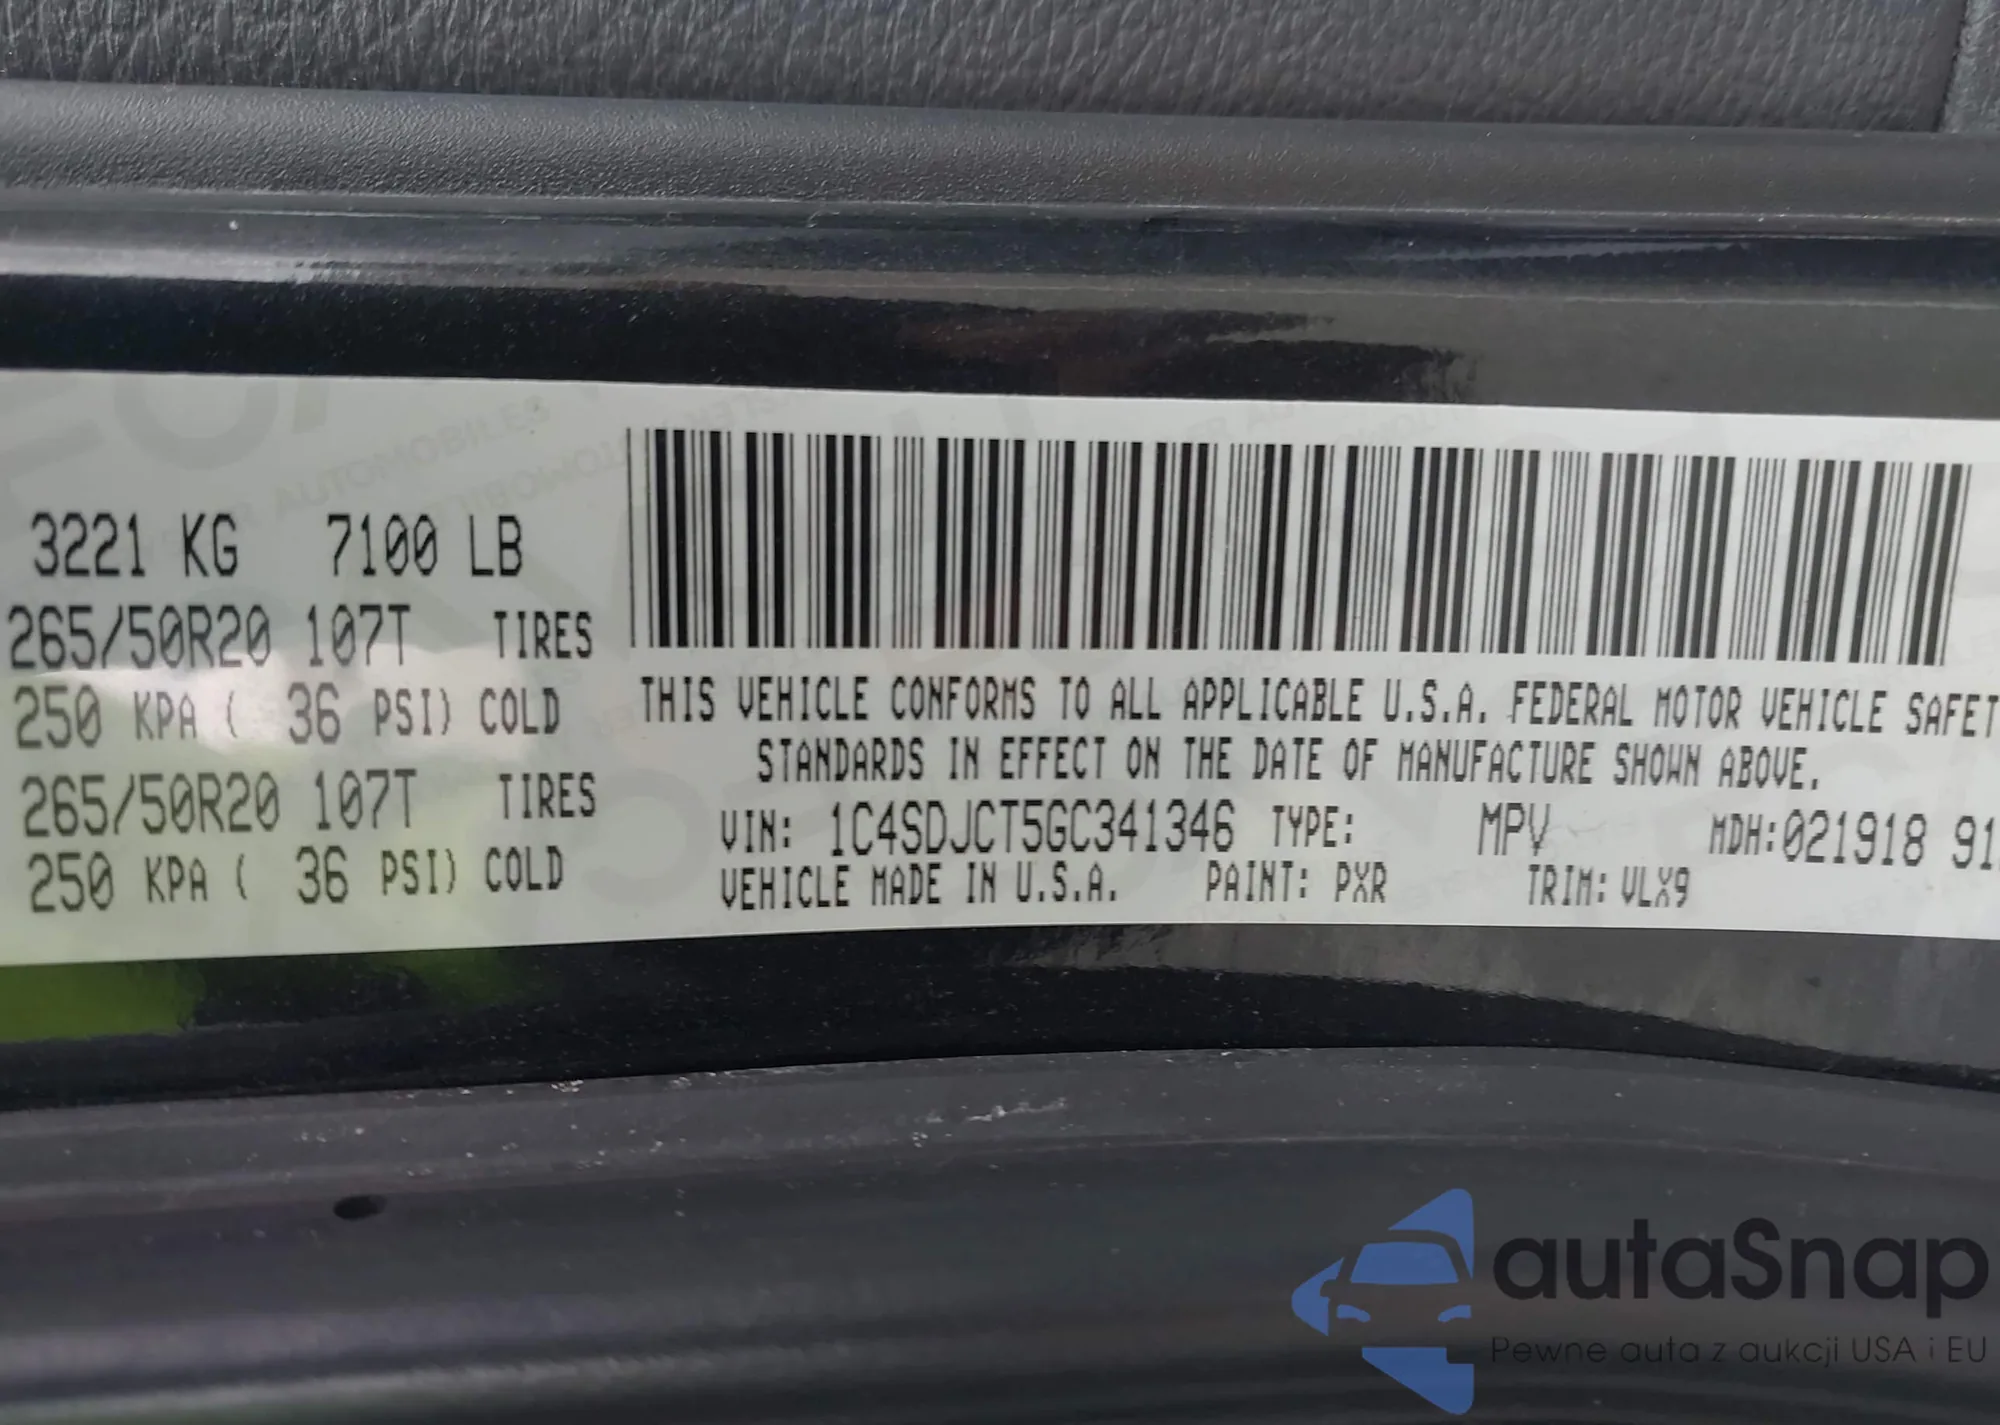 3221 KG 7100 LB
265/50R20 107T TIRES
250 KPA ( 36 PSI) COLD
265/50R20 107T TIRES
250 KPA ( 36 PSI) COLD
THIS VEHICLE CONFORMS TO ALL APPLICABLE U.S.A. FEDERAL MOTOR VEHICLE SAFET
STANDARDS IN EFFECT ON THE DATE OF MANUFACTURE SHOWN ABOVE.
VIN: 1C4SDJCT5GC341346 TYPE: MPV MDH:021918 91
VEHICLE MADE IN U.S.A. PAINT: PXR TRIM: VLX9
autaSnap
Pewne auta z aukcji USA i EU